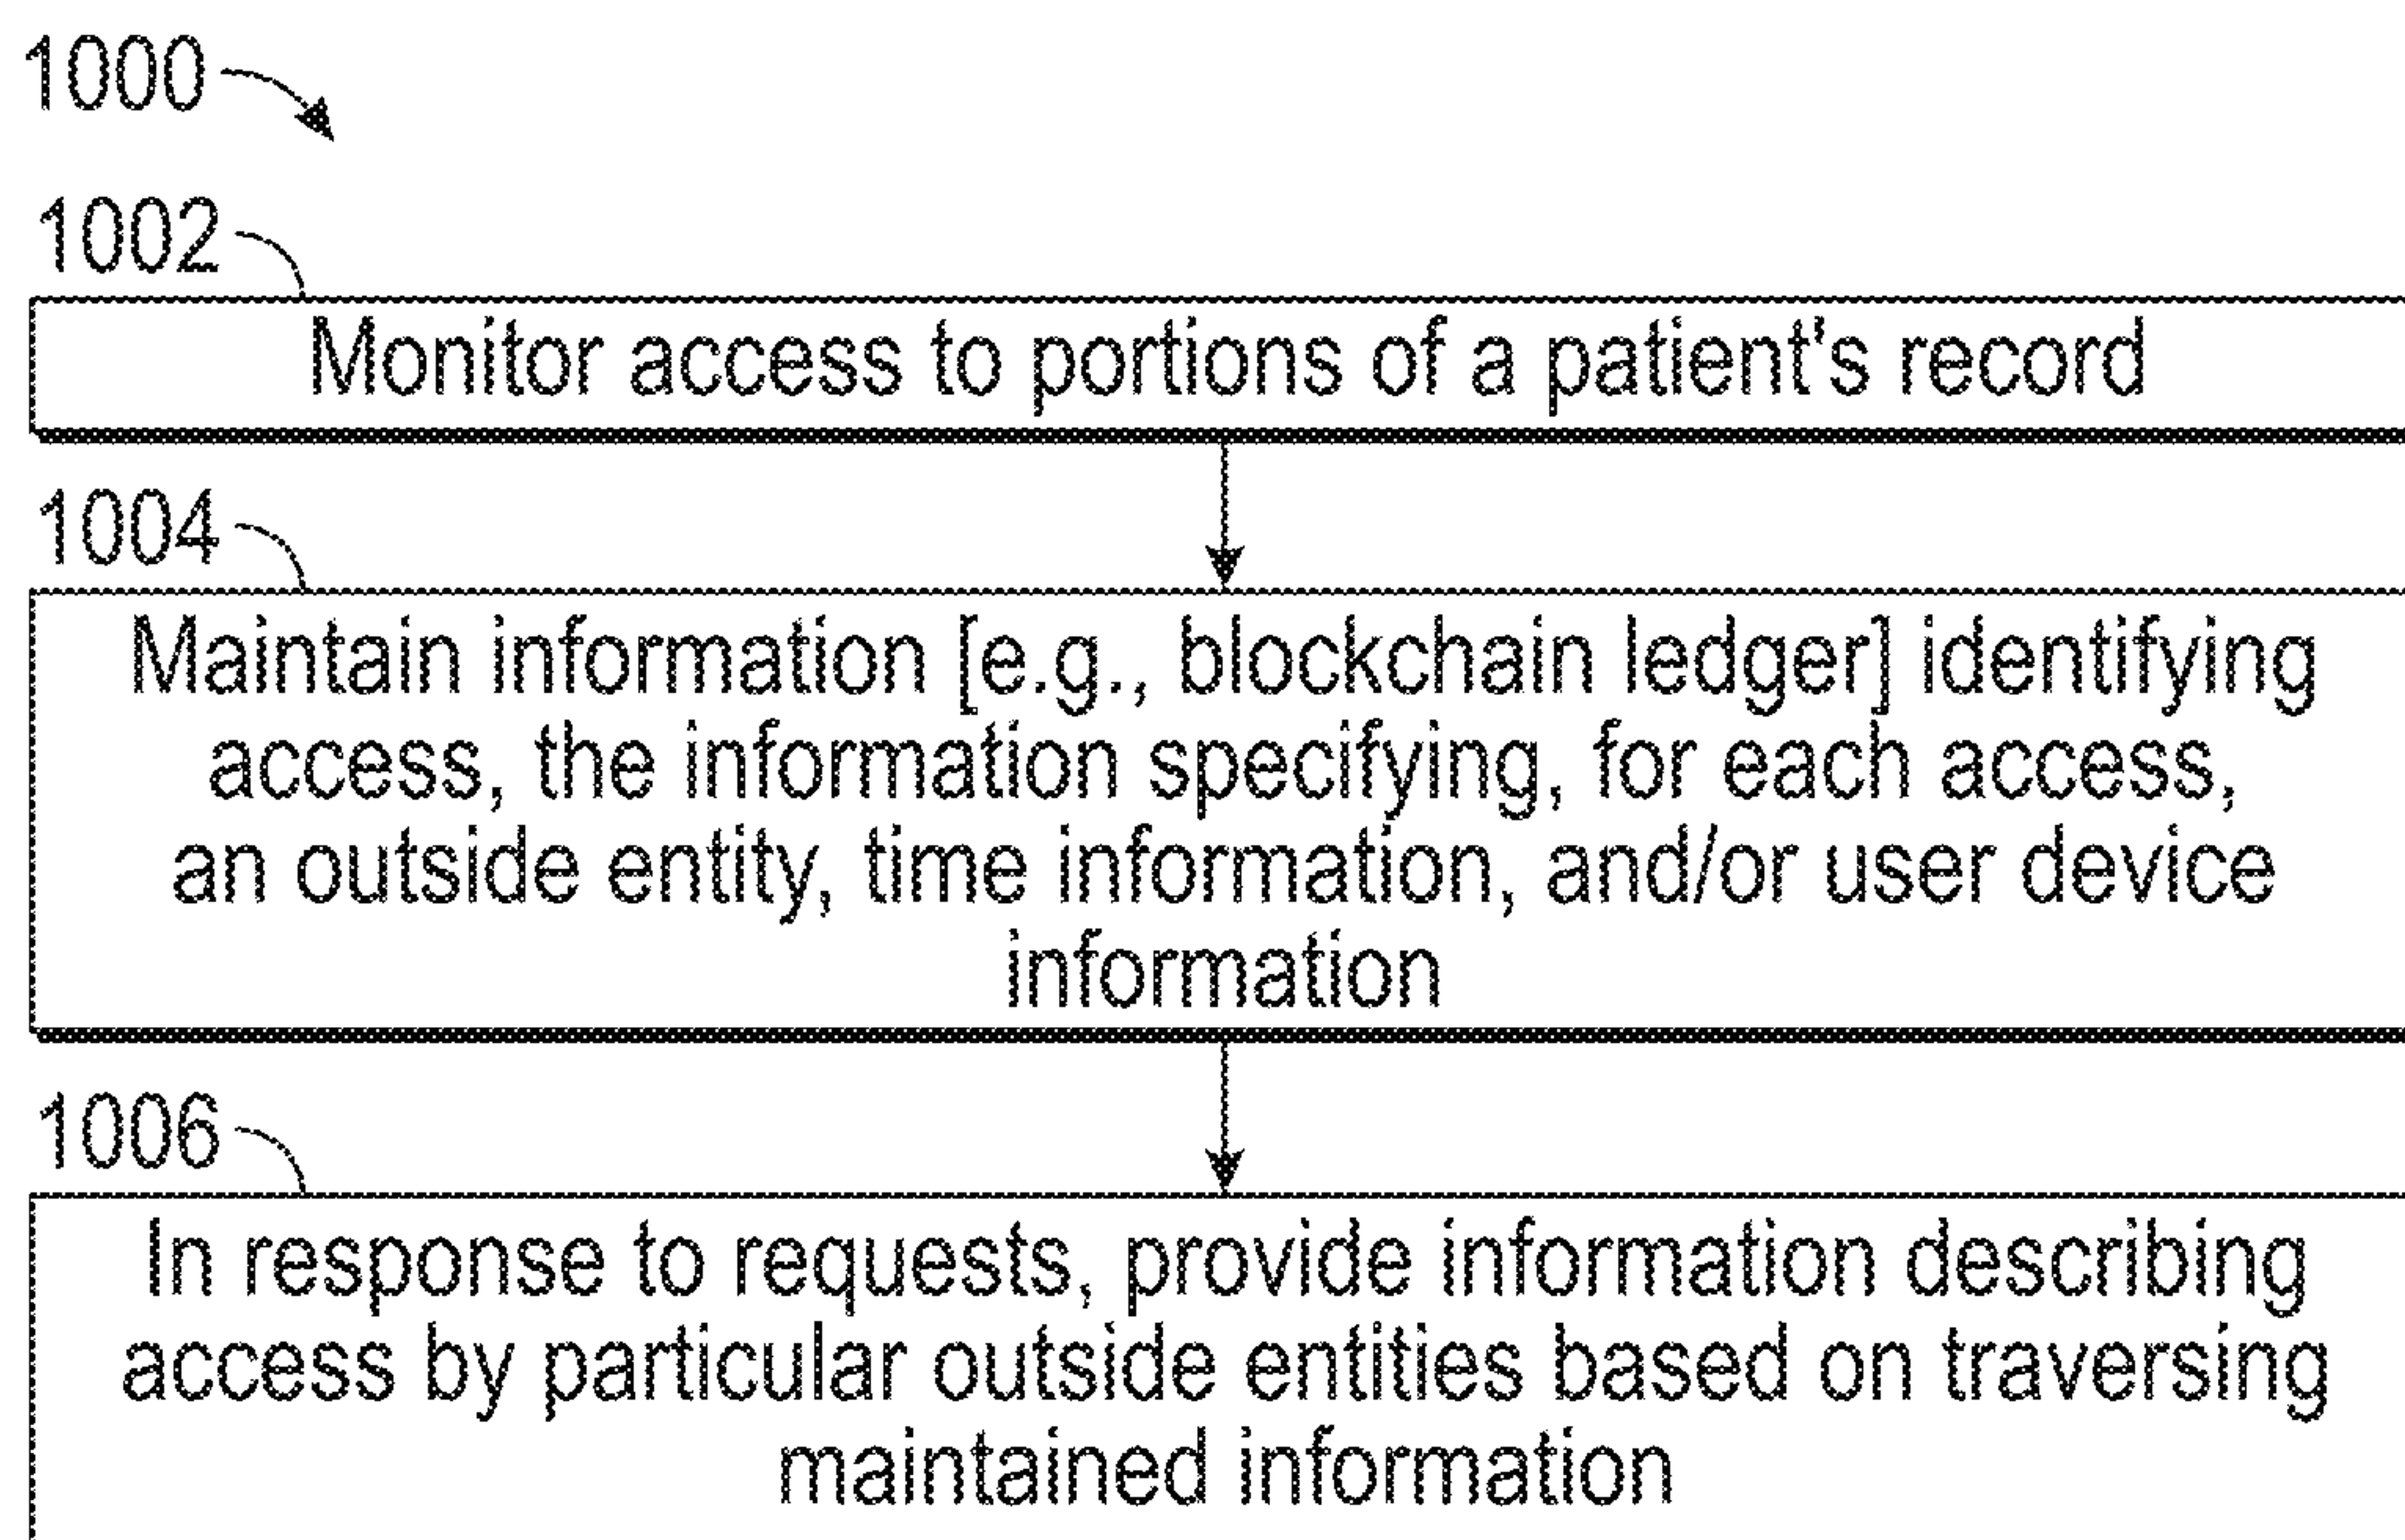 1000
1002
Monitor access to portions of a patient's record
1004
Maintain information [e.g., blockchain ledger] identifying
access, the information specifying, for each access,
an outside entity, time information, and/or user device
information
1006
In response to requests, provide information describing
access by particular outside entities based on traversing
maintained information